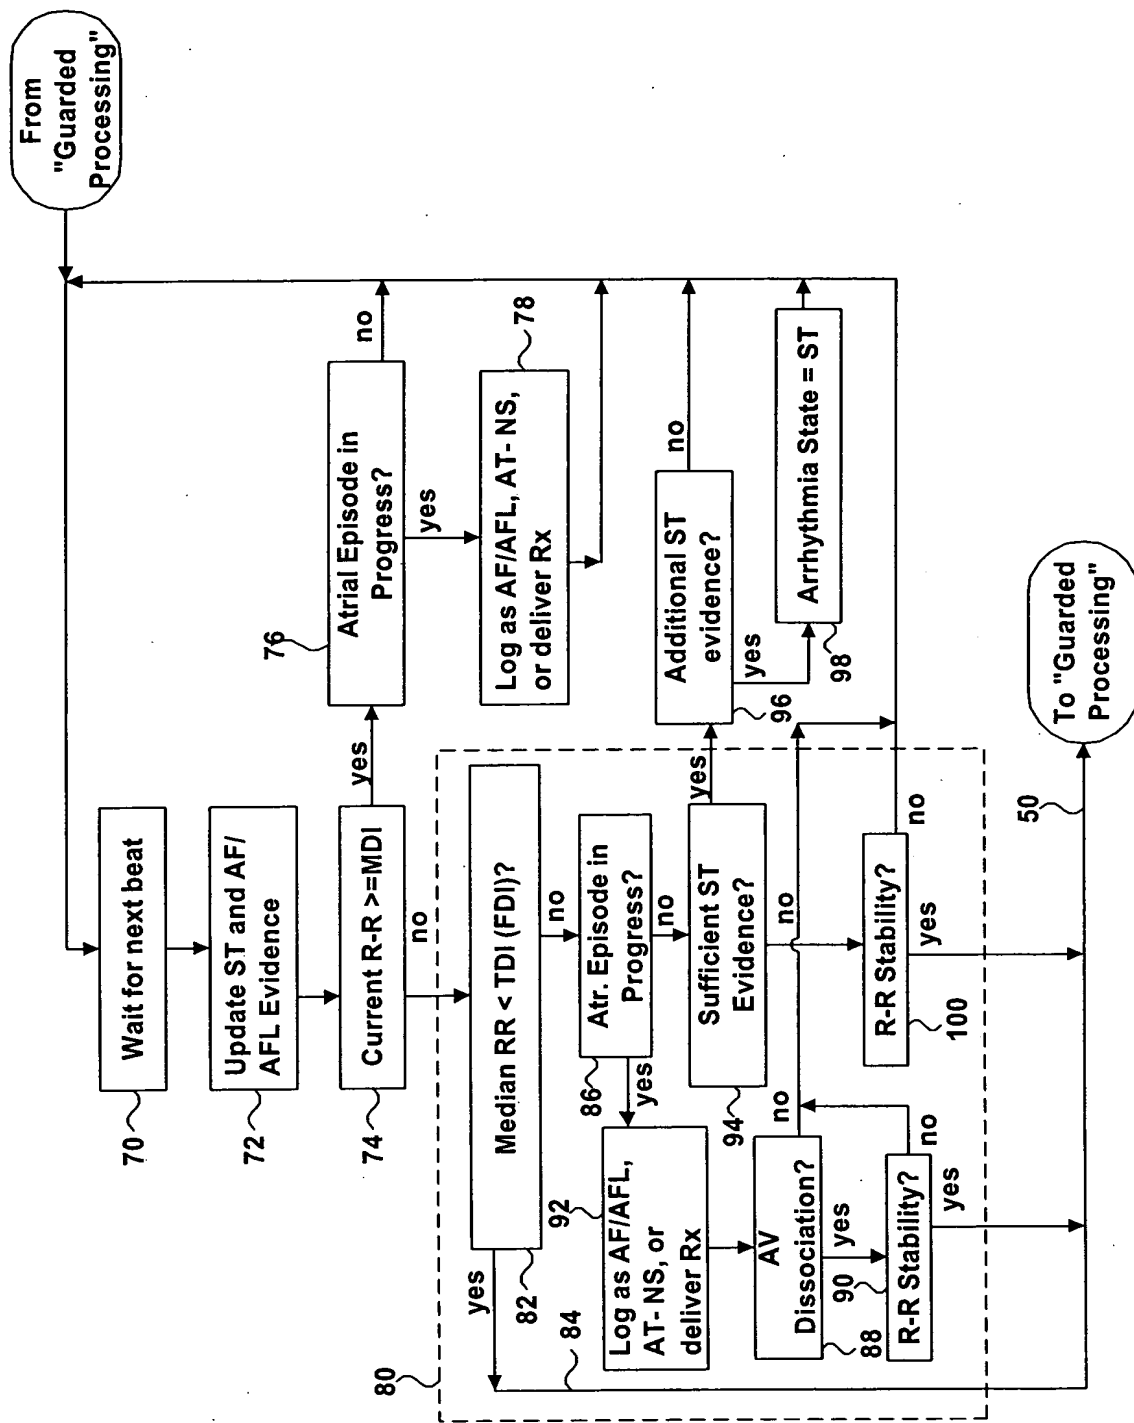 From
"Guarded
Processing"
Wait for next beat
70
Update ST and AF/
AFL Evidence
72
Current R-R >=MDI
74
yes
no
Atrial Episode in
Progress?
76
no
yes
Log as AF/AFL, AT- NS,
or deliver Rx
78
80
Median RR < TDI (FDI)?
82
yes
84
no
Atr. Episode in
Progress?
86
yes
no
Log as AF/AFL,
AT- NS, or
deliver Rx
92
Sufficient ST
Evidence?
94
yes
no
Additional ST
evidence?
96
no
yes
Arrhythmia State = ST
98
AV
Dissociation?
88
no
yes
R-R Stability?
90
no
yes
R-R Stability?
100
no
yes
50
To "Guarded
Processing"